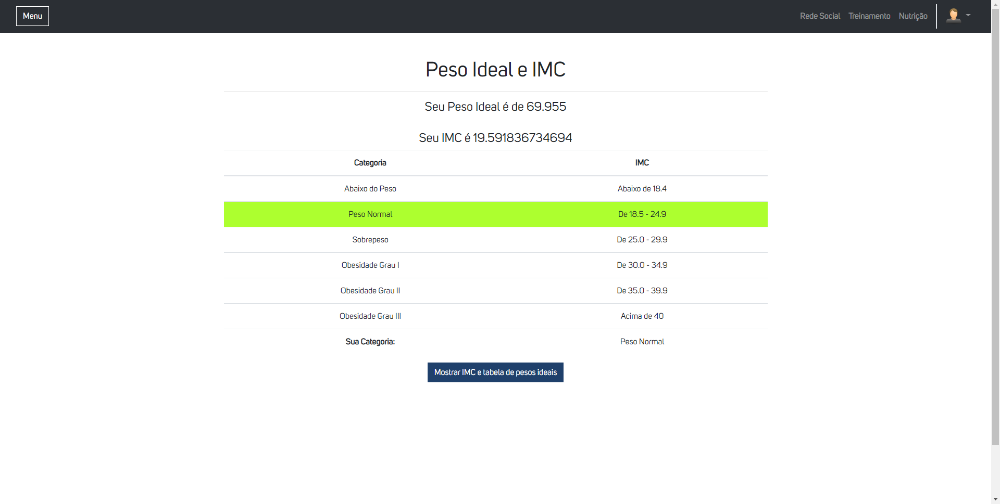 Menu
Rede Social Treinamento Nutrição
Peso Ideal e IMC
Seu Peso Ideal é de 69.955
Seu IMC é 19.591836734694
Categoria IMC
Abaixo do Peso Abaixo de 18.4
Peso Normal De 18.5 - 24.9
Sobrepeso De 25.0 - 29.9
Obesidade Grau I De 30.0 - 34.9
Obesidade Grau II De 35.0 - 39.9
Obesidade Grau III Acima de 40
Sua Categoria: Peso Normal
Mostrar IMC e tabela de pesos ideais